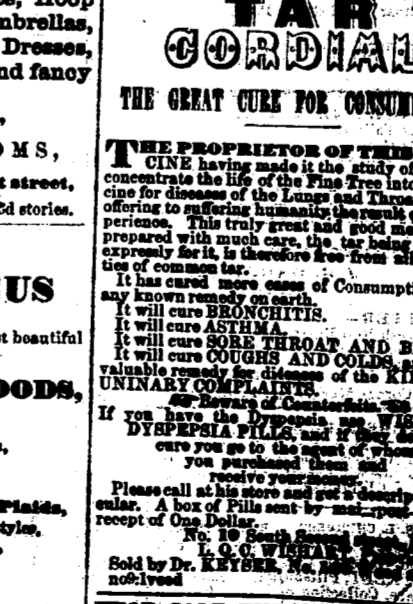 Hoop
mbrellas,
Dresses,
nd fancy
O M S,
t street,
d stories.
US
t beautiful
OODS,
Plaids,
tyles.
TAR
CORDIAL
THE GREAT CURE FOR CONSUM
THE PROPRIETOR OF THIS
CINE having made it the study of
concentrate the life of the Pine Tree into
cine for diseases of the Lungs and Throa
offering to suffering humanity the result
perience. This truly great and good me
prepared with much care, the tar being
expressly for it, is therefore free from all
ties of common tar.
It has cured more cases of Consumpti
any known remedy on earth.
It will cure BRONCHITIS.
It will cure ASTHMA.
It will cure SORE THROAT AND B
It will cure COUGHS AND COLDS,
valuable remedy for diseases of the KI
UNINARY COMPLAINTS.
Beware of Counterfeits.
If you have the Dyspepsia use WIS
DYSPEPSIA PILLS, and if they do
cure you go to the agent of whom
you purchased them and
receive your money.
Please call at his store and get a descrip
cular. A box of Pills sent by mail, post
receipt of One Dollar.
No. 10 South Second
L. Q. C. WISHART
Sold by Dr. KEYSER, No.
no9:lyeod